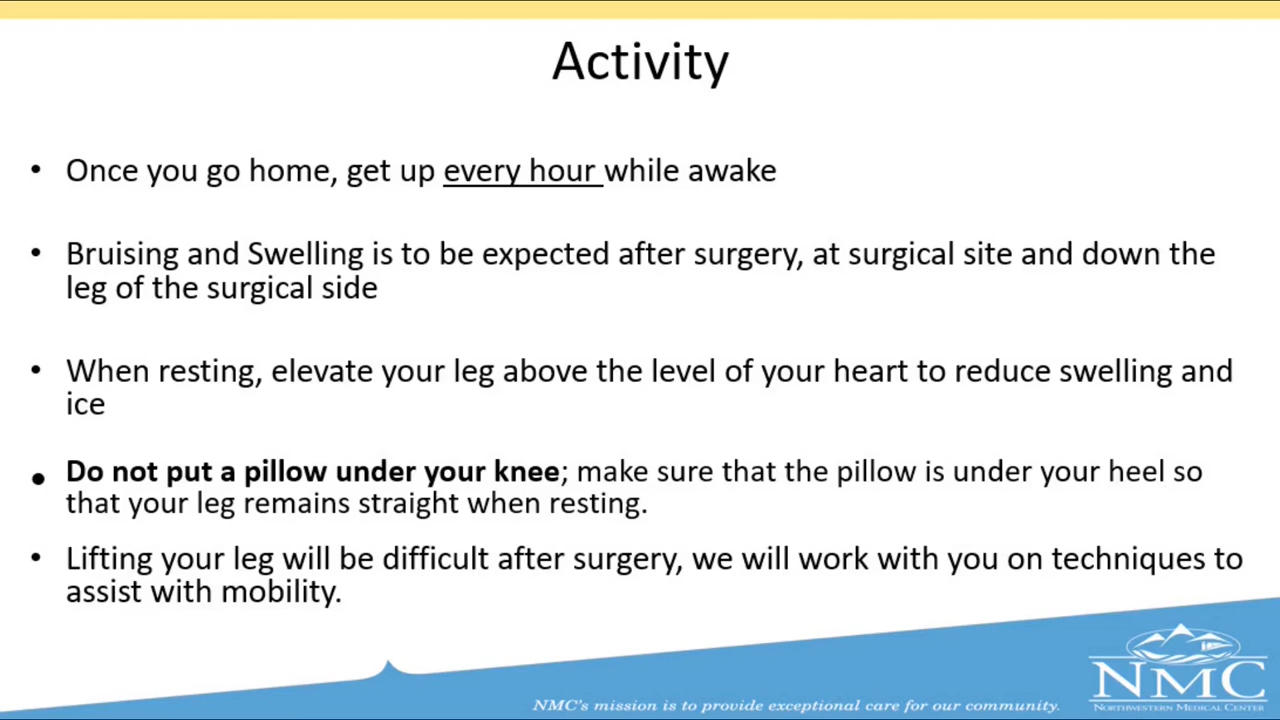 Activity
• Once you go home, get up every hour while awake
• Bruising and Swelling is to be expected after surgery, at surgical site and down the
leg of the surgical side
• When resting, elevate your leg above the level of your heart to reduce swelling and
ice
• Do not put a pillow under your knee; make sure that the pillow is under your heel so
that your leg remains straight when resting.
• Lifting your leg will be difficult after surgery, we will work with you on techniques to
assist with mobility.
NMC's mission is to provide exceptional care for our community.
NMC
Northwestern Medical Center